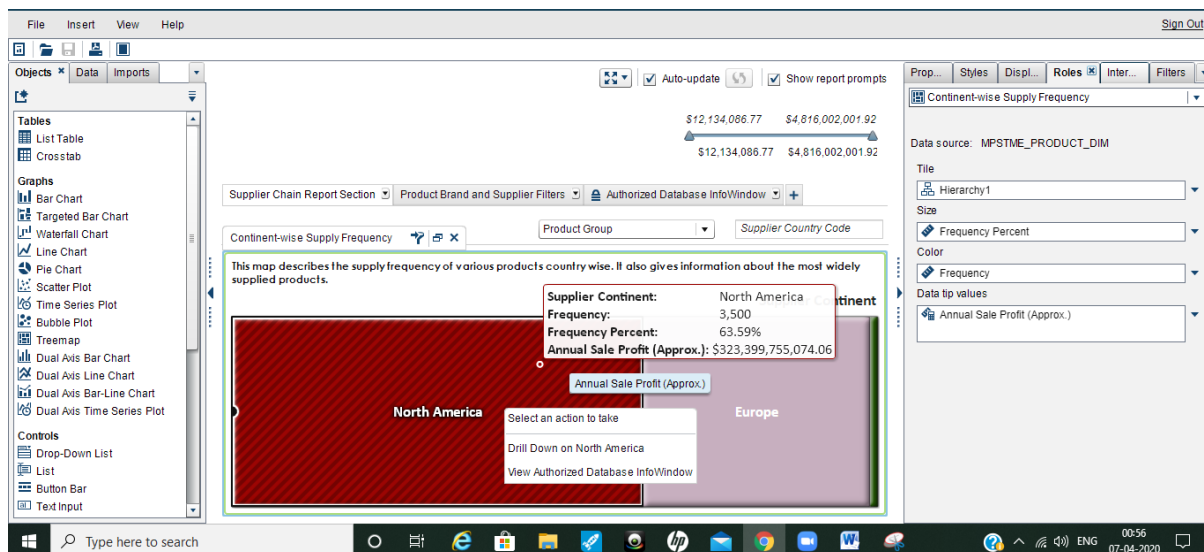 File Insert View Help
Sign Out
Objects Data Imports
Auto-update Show report prompts
Prop... Styles Displ... Roles Inter... Filters
Continent-wise Supply Frequency
Tables
List Table
Crosstab
Graphs
Bar Chart
Targeted Bar Chart
Waterfall Chart
Line Chart
Pie Chart
Scatter Plot
Time Series Plot
Bubble Plot
Treemap
Dual Axis Bar Chart
Dual Axis Line Chart
Dual Axis Bar-Line Chart
Dual Axis Time Series Plot
Controls
Drop-Down List
List
Button Bar
Text Input
$12,134,086.77 $4,816,002,001.92
$12,134,086.77 $4,816,002,001.92
Supplier Chain Report Section Product Brand and Supplier Filters Authorized Database InfoWindow
Continent-wise Supply Frequency
Product Group
Supplier Country Code
This map describes the supply frequency of various products country wise. It also gives information about the most widely
supplied products.
Continent
Supplier Continent: North America
Frequency: 3,500
Frequency Percent: 63.59%
Annual Sale Profit (Approx.): $323,399,755,074.06
Annual Sale Profit (Approx.)
North America
Europe
Select an action to take
Drill Down on North America
View Authorized Database InfoWindow
Data source: MPSTME_PRODUCT_DIM
Tile
Hierarchy1
Size
Frequency Percent
Color
Frequency
Data tip values
Annual Sale Profit (Approx.)
Type here to search
hp
W
ENG
00:56
07-04-2020